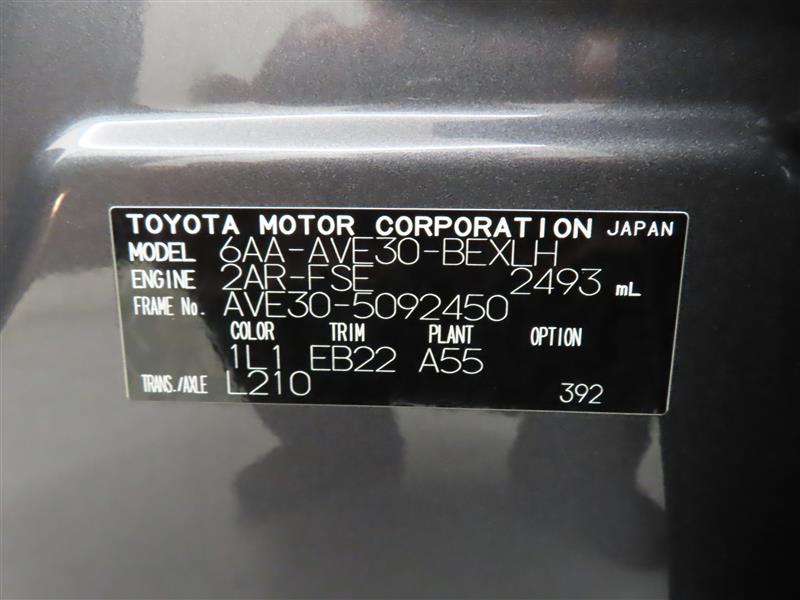 TOYOTA MOTOR CORPORATION JAPAN
MODEL 6AA-AVE30-BEXLH
ENGINE 2AR-FSE 2493 mL
FRAME No. AVE30-5092450
COLOR TRIM PLANT OPTION
1L1 EB22 A55
TRANS./AXLE L210 392